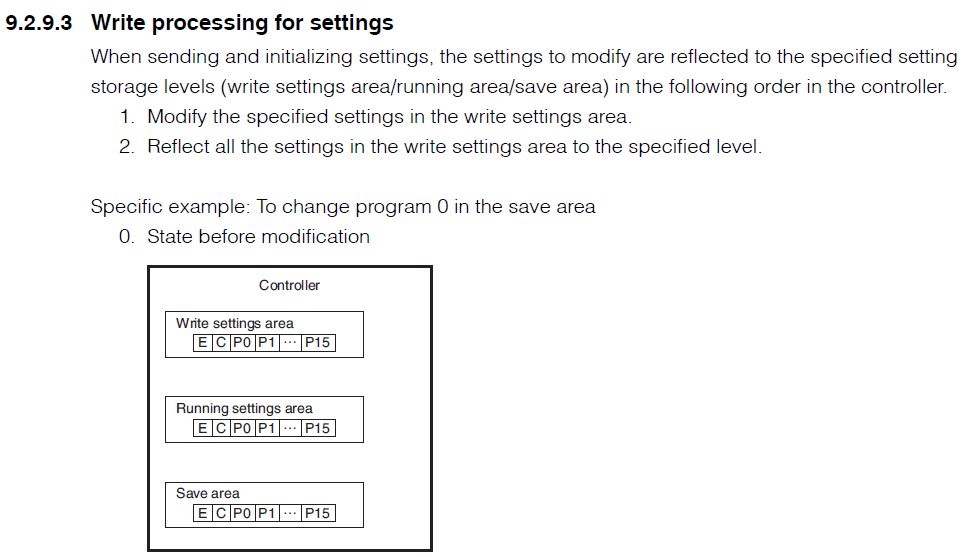 9.2.9.3 Write processing for settings
When sending and initializing settings, the settings to modify are reflected to the specified setting
storage levels (write settings area/running area/save area) in the following order in the controller.
1. Modify the specified settings in the write settings area.
2. Reflect all the settings in the write settings area to the specified level.
Specific example: To change program 0 in the save area
0. State before modification
Controller
Write settings area
E C P0 P1 ··· P15
Running settings area
E C P0 P1 ··· P15
Save area
E C P0 P1 ··· P15